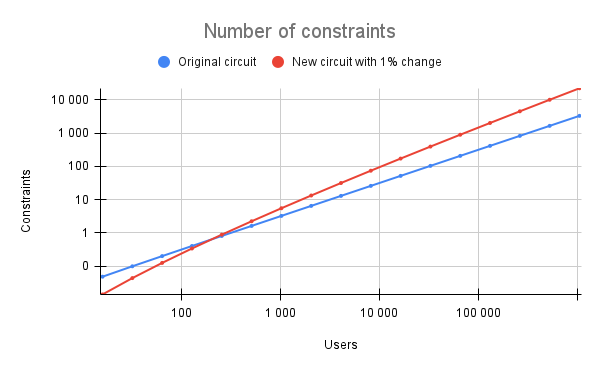 Number of constraints
Original circuit
New circuit with 1% change
10 000
1 000
100
10
1
0
Constraints
100
1 000
10 000
100 000
Users